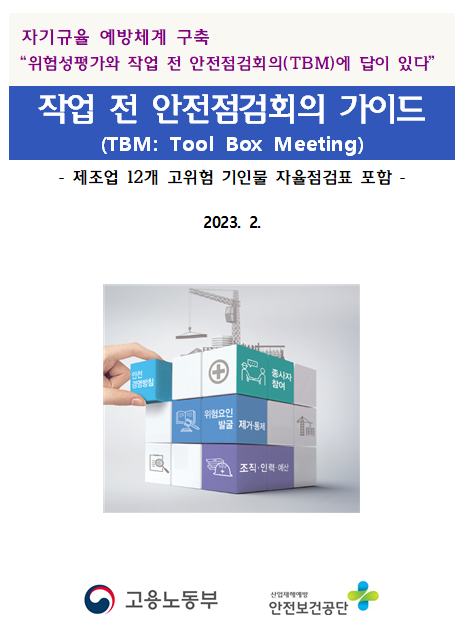 자기규율 예방체계 구축
“위험성평가와 작업 전 안전점검회의(TBM)에 답이 있다”
작업 전 안전점검회의 가이드
(TBM: Tool Box Meeting)
- 제조업 12개 고위험 기인물 자율점검표 포함 -
2023. 2.
안전
경영방침
종사자
참여
위험요인
발굴
제거·통제
조직·인력·예산
고용노동부
산업재해예방
안전보건공단